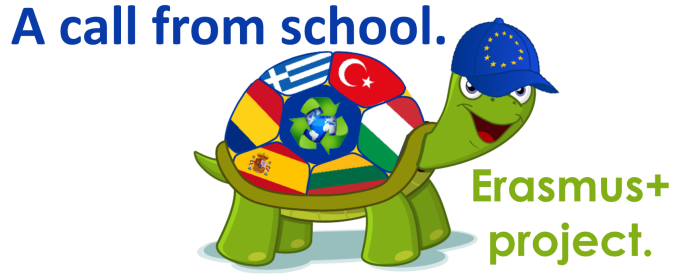 A call from school.
Erasmus+
project.